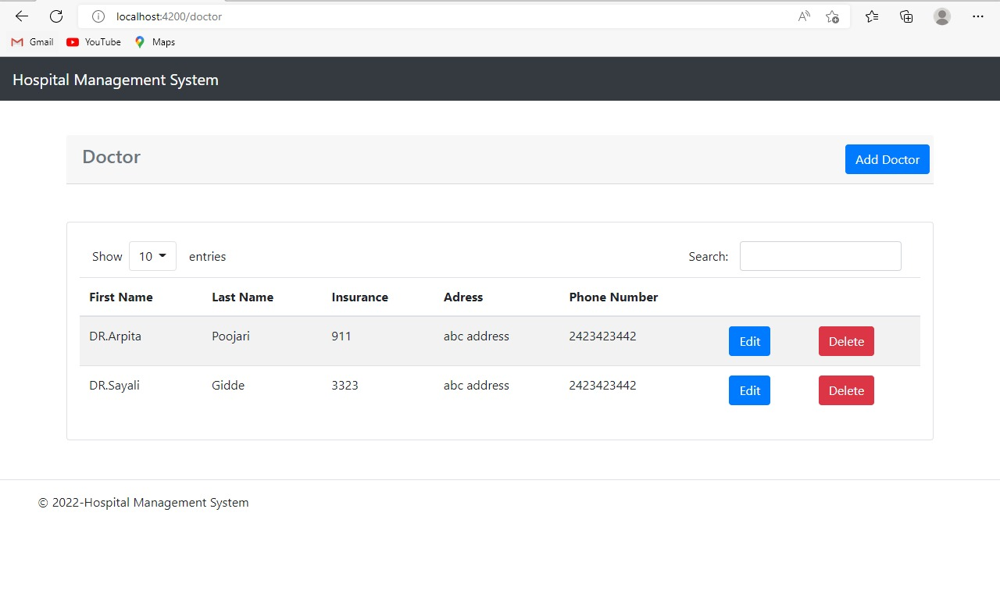 localhost:4200/doctor
Gmail YouTube Maps
Hospital Management System
Doctor Add Doctor
Show 10 entries Search:
First Name Last Name Insurance Adress Phone Number
DR.Arpita Poojari 911 abc address 2423423442 Edit Delete
DR.Sayali Gidde 3323 abc address 2423423442 Edit Delete
© 2022-Hospital Management System